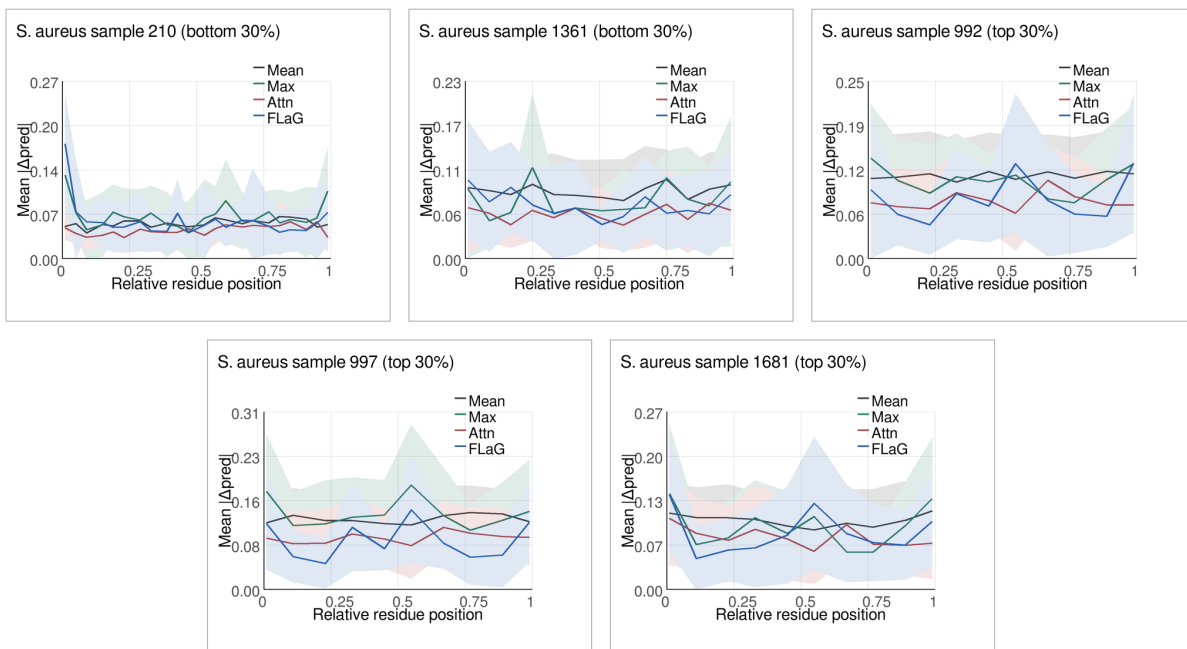 S. aureus sample 210 (bottom 30%)
Mean
Max
Attn
FLaG
Mean |Δpred|
0.27
0.20
0.14
0.07
0.00
0
0.25
0.5
0.75
1
Relative residue position
S. aureus sample 1361 (bottom 30%)
Mean
Max
Attn
FLaG
Mean |Δpred|
0.23
0.17
0.11
0.06
0.00
0
0.25
0.5
0.75
1
Relative residue position
S. aureus sample 992 (top 30%)
Mean
Max
Attn
FLaG
Mean |Δpred|
0.25
0.19
0.12
0.06
0.00
0
0.25
0.5
0.75
1
Relative residue position
S. aureus sample 997 (top 30%)
Mean
Max
Attn
FLaG
Mean |Δpred|
0.31
0.23
0.16
0.08
0.00
0
0.25
0.5
0.75
1
Relative residue position
S. aureus sample 1681 (top 30%)
Mean
Max
Attn
FLaG
Mean |Δpred|
0.27
0.20
0.13
0.07
0.00
0
0.25
0.5
0.75
1
Relative residue position